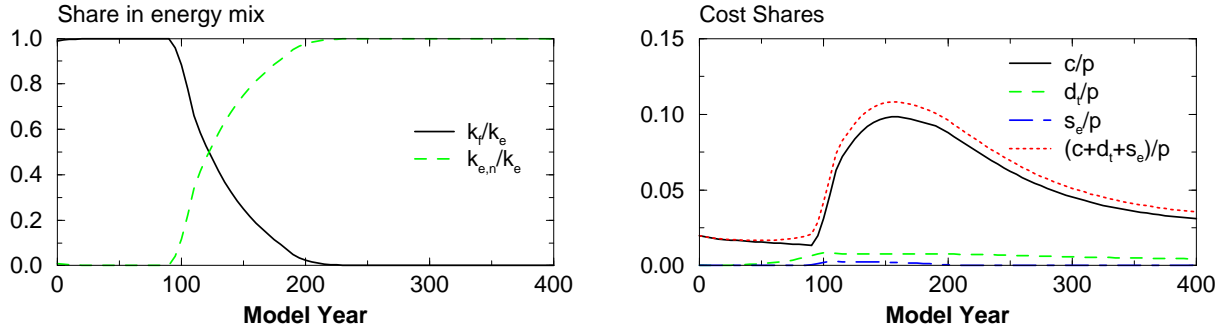 Share in energy mix
1.0
0.8
0.6
0.4
0.2
0.0
k_f/k_e
k_{e,n}/k_e
0 100 200 300 400
Model Year
Cost Shares
0.15
0.10
0.05
0.00
c/p
d_t/p
s_e/p
(c+d_t+s_e)/p
0 100 200 300 400
Model Year